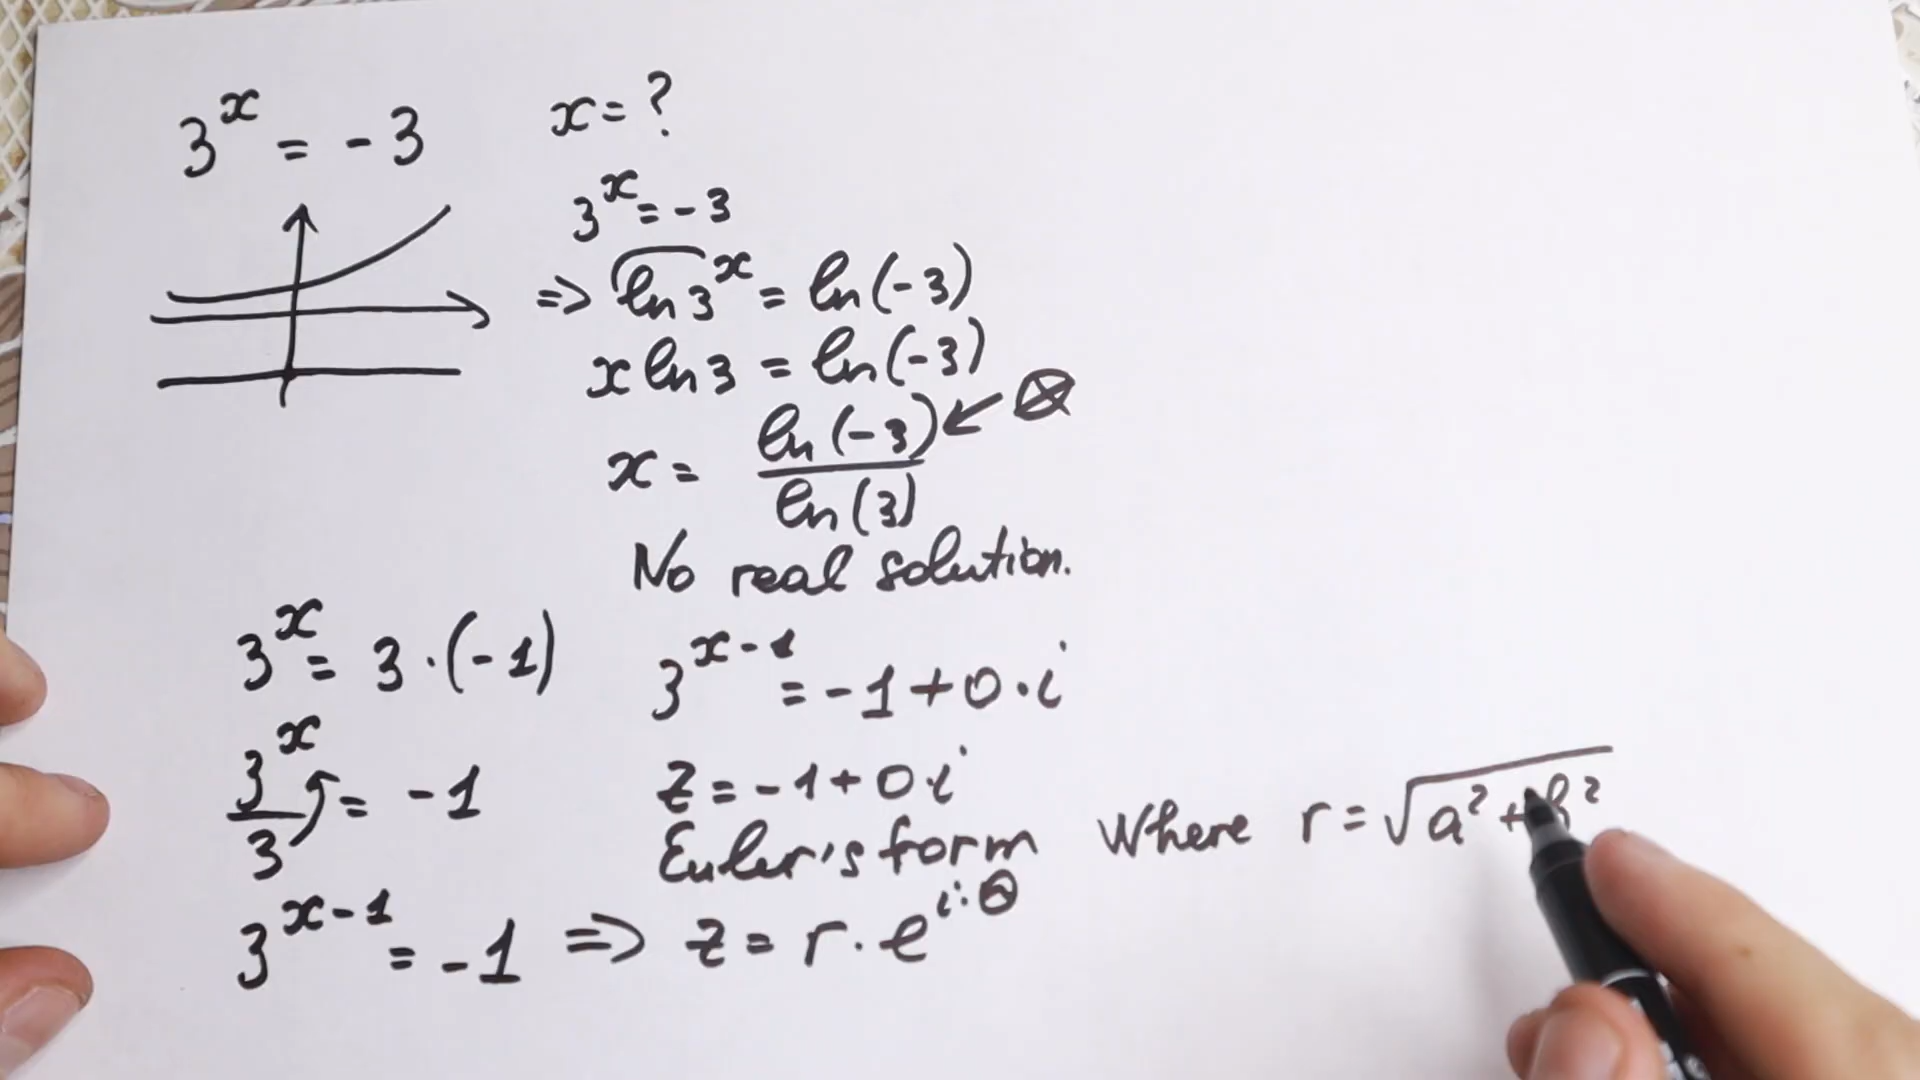 3^x = -3
x = ?
3^x = -3
=> ln 3^x = ln(-3)
x ln 3 = ln(-3)
x = ln(-3) / ln(3)
No real solution.
3^x = 3·(-1)
3^x / 3 = -1
3^(x-1) = -1
3^(x-1) = -1+0·i
z = -1+0·i
Euler's form
=> z = r·e^(i·θ)
Where r = √(a²+b²)